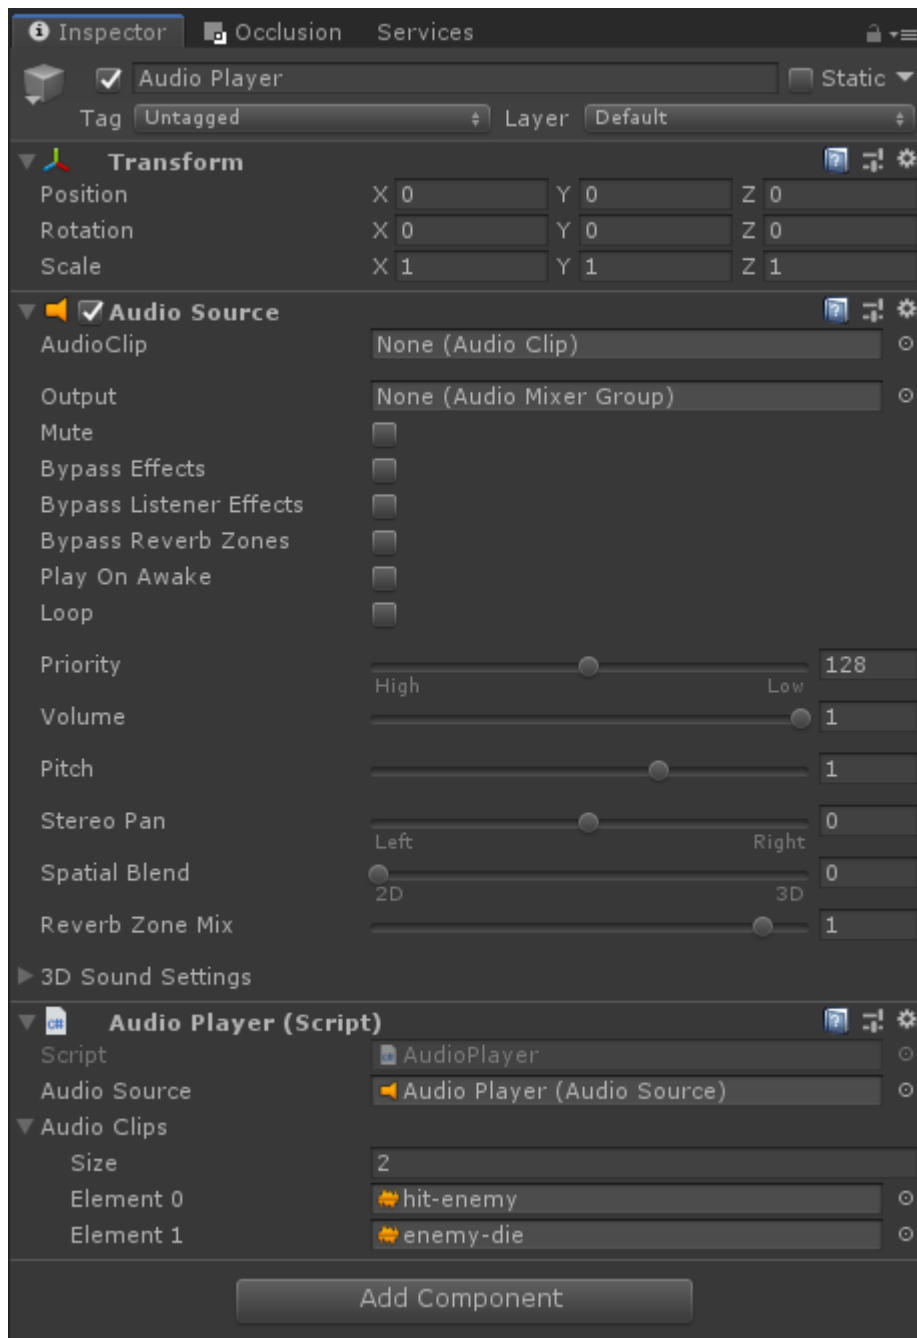 Inspector Occlusion Services
Audio Player Static
Tag Untagged Layer Default
Transform
Position X 0 Y 0 Z 0
Rotation X 0 Y 0 Z 0
Scale X 1 Y 1 Z 1
Audio Source
AudioClip None (Audio Clip)
Output None (Audio Mixer Group)
Mute
Bypass Effects
Bypass Listener Effects
Bypass Reverb Zones
Play On Awake
Loop
Priority 128
High Low
Volume 1
Pitch 1
Stereo Pan 0
Left Right
Spatial Blend 0
2D 3D
Reverb Zone Mix 1
3D Sound Settings
C# Audio Player (Script)
Script AudioPlayer
Audio Source Audio Player (Audio Source)
Audio Clips
Size 2
Element 0 hit-enemy
Element 1 enemy-die
Add Component